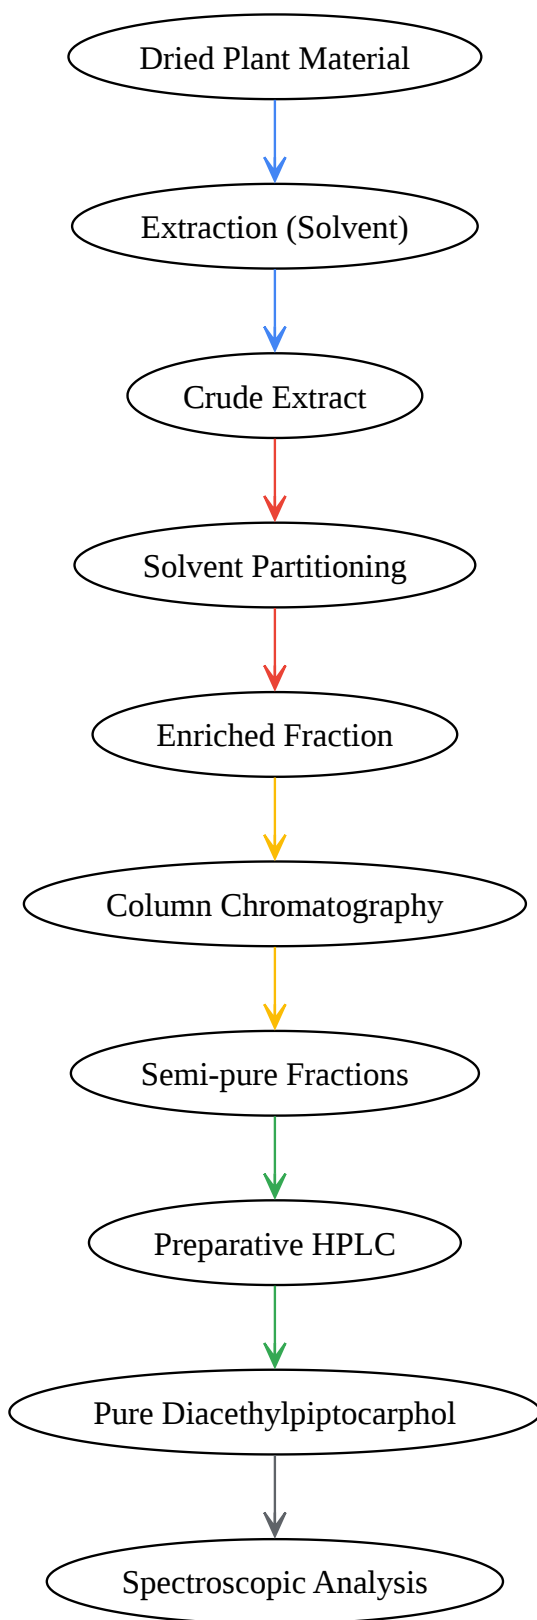 Dried Plant Material
Extraction (Solvent)
Crude Extract
Solvent Partitioning
Enriched Fraction
Column Chromatography
Semi-pure Fractions
Preparative HPLC
Pure Diacethylpiptocarphol
Spectroscopic Analysis